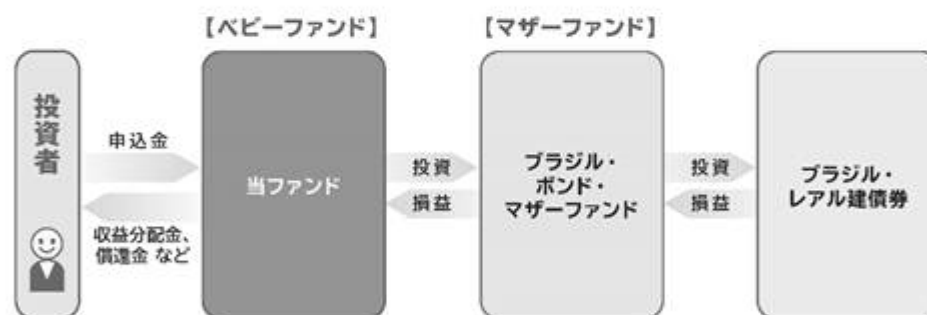 【ベビーファンド】
【マザーファンド】
投資者
申込金
収益分配金、
償還金 など
当ファンド
投資
損益
ブラジル・
ボンド・
マザーファンド
投資
損益
ブラジル・
レアル建債券